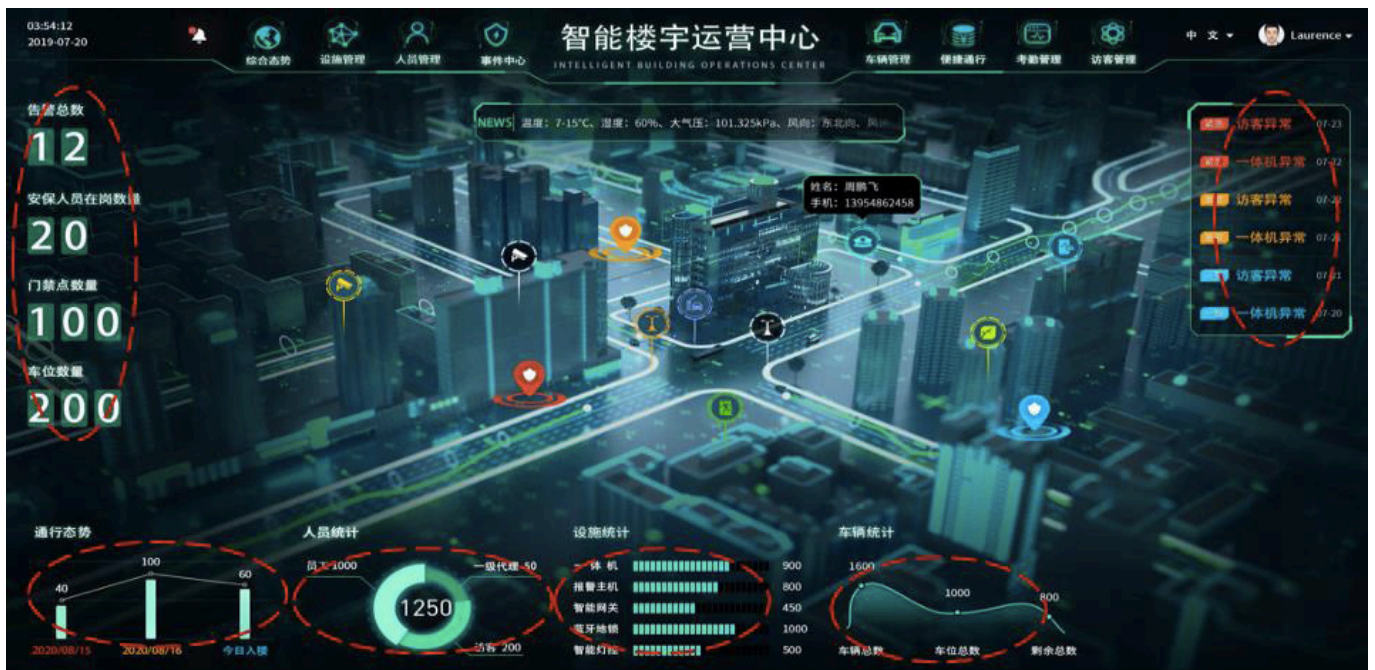 03:54:12
2019-07-20
综合态势
设施管理
人员管理
事件中心
智能楼宇运营中心
INTELLIGENT BUILDING OPERATIONS CENTER
车辆管理
便捷通行
考勤管理
访客管理
中 文
Laurence
NEWS 温度：7-15℃、湿度：60%、大气压：101.325kPa、风向：东北向、风
告警总数
12
安保人员在岗数量
20
门禁点数量
100
车位数量
200
姓名：周鹏飞
手机：13954862458
访客异常 07-23
一体机异常 07-22
访客异常 07-22
一体机异常 07-21
访客异常 07-21
一体机异常 07-20
通行态势
40
100
60
2020/08/15
2020/08/16
今日入楼
人员统计
员工 1000
一级代理 50
1250
访客 200
设施统计
一体机 900
报警主机 800
智能网关 450
蓝牙地锁 1000
智能灯控 500
车辆统计
1600
1000
800
车辆总数
车位总数
剩余总数